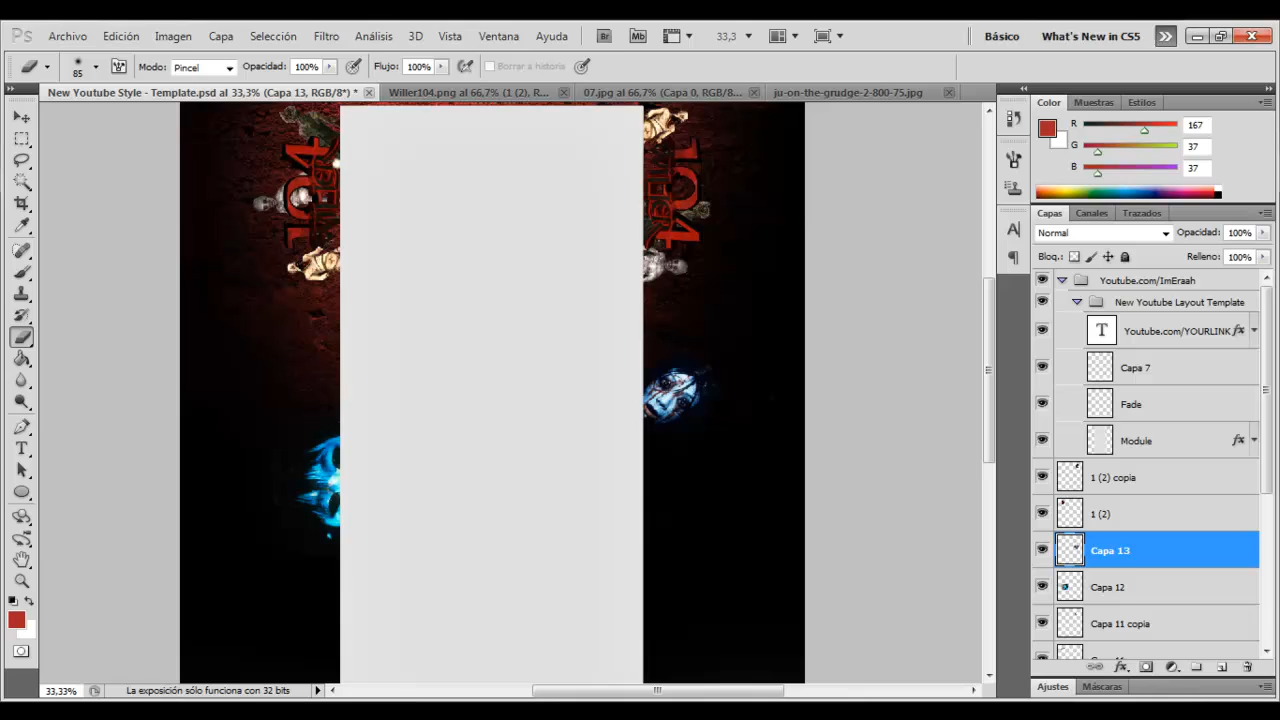 Ps Archivo Edición Imagen Capa Selección Filtro Análisis 3D Vista Ventana Ayuda Br Mb 33,3 Básico What's New in CS5
85 Modo: Pincel Opacidad: 100% Flujo: 100% Borrar a historia
New Youtube Style - Template.psd al 33,3% (Capa 13, RGB/8*) * Willer104.png al 66,7% (1 (2), R... 07.jpg al 66,7% (Capa 0, RGB/8... ju-on-the-grudge-2-800-75.jpg
Color Muestras Estilos
R 167
G 37
B 37
Capas Canales Trazados
Normal Opacidad: 100%
Bloq.: Relleno: 100%
Youtube.com/ImEraah
New Youtube Layout Template
T Youtube.com/YOURLINK fx
Capa 7
Fade
Module fx
1 (2) copia
1 (2)
Capa 13
Capa 12
Capa 11 copia
104
104
33,33% La exposición sólo funciona con 32 bits
Ajustes Máscaras